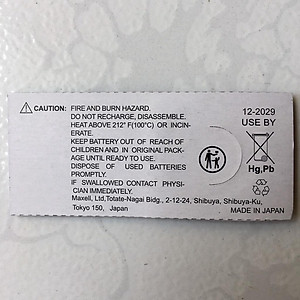 CAUTION: FIRE AND BURN HAZARD.
DO NOT RECHARGE, DISASSEMBLE.
HEAT ABOVE 212° F(100°C) OR INCIN-
ERATE.
KEEP BATTERY OUT OF REACH OF
CHILDREN AND IN ORIGINAL PACK-
AGE UNTIL READY TO USE.
DISPOSE OF USED BATTERIES
PROMPTLY.
IF SWALLOWED CONTACT PHYSI-
CIAN IMMEDIATELY.
Maxell, Ltd,Totate-Nagai Bidg., 2-12-24, Shibuya, Shibuya-Ku,
Tokyo 150, Japan
12-2029
USE BY
Hg,Pb
MADE IN JAPAN